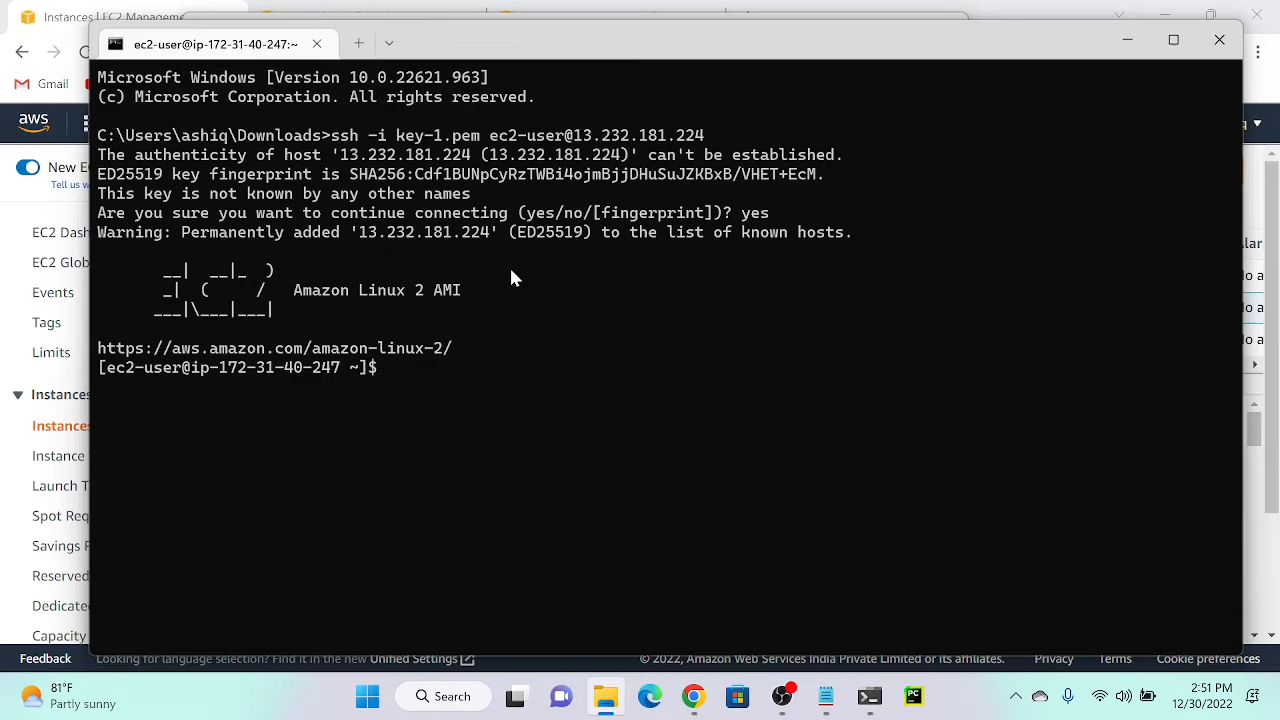 Instances | EC2 Manageme
ec2-user@ip-172-31-40-247:~
Gmail
aws
Microsoft Windows [Version 10.0.22621.963]
(c) Microsoft Corporation. All rights reserved.
C:\Users\ashiq\Downloads>ssh -i key-1.pem ec2-user@13.232.181.224
The authenticity of host '13.232.181.224 (13.232.181.224)' can't be established.
ED25519 key fingerprint is SHA256:Cdf1BUNpCyRzTWBi4ojmBjjDHuSuJZKBxB/VHET+EcM.
This key is not known by any other names
Are you sure you want to continue connecting (yes/no/[fingerprint])? yes
Warning: Permanently added '13.232.181.224' (ED25519) to the list of known hosts.
__| __|_ )
_| ( / Amazon Linux 2 AMI
___|\___|___|
https://aws.amazon.com/amazon-linux-2/
[ec2-user@ip-172-31-40-247 ~]$
New E
Tell us w
EC2 Dash
EC2 Glob
Events
Tags
Limits
Instances
Instances
Instance
Launch T
Spot Req
Savings P
Reserved
Dedicate
Capacity
Feedback
Looking for language selection? Find it in the new Unified Settings
© 2022, Amazon Web Services India Private Limited or its affiliates.
Privacy
Terms
Cookie preferences
81°F
Partly sunny
Search
PC
2:51 PM
12/30/2022